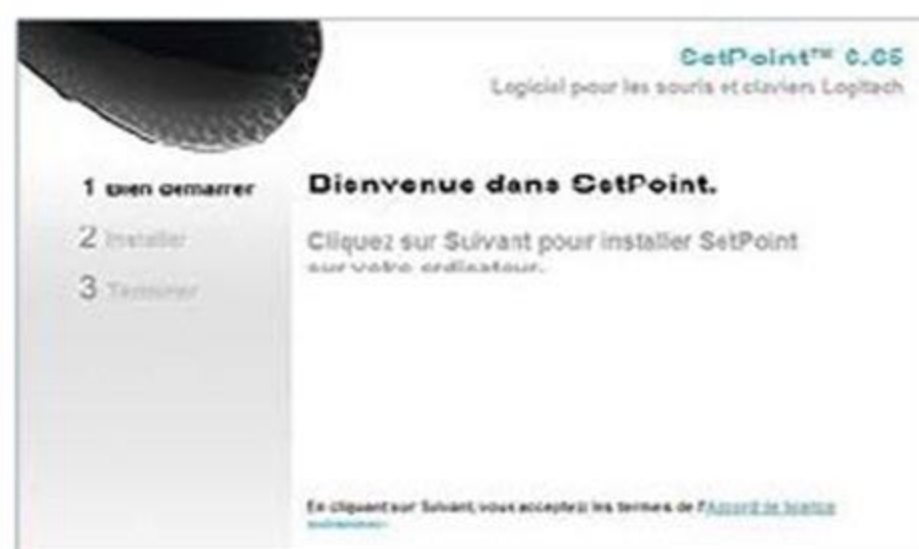 SetPoint™ 6.65
Logiciel pour les souris et claviers Logitech
1 Bien démarrer
2 Installer
3 Terminer
Bienvenue dans SetPoint.
Cliquez sur Suivant pour installer SetPoint
sur votre ordinateur.
En cliquant sur Suivant, vous acceptez les termes de l'Accord de licence